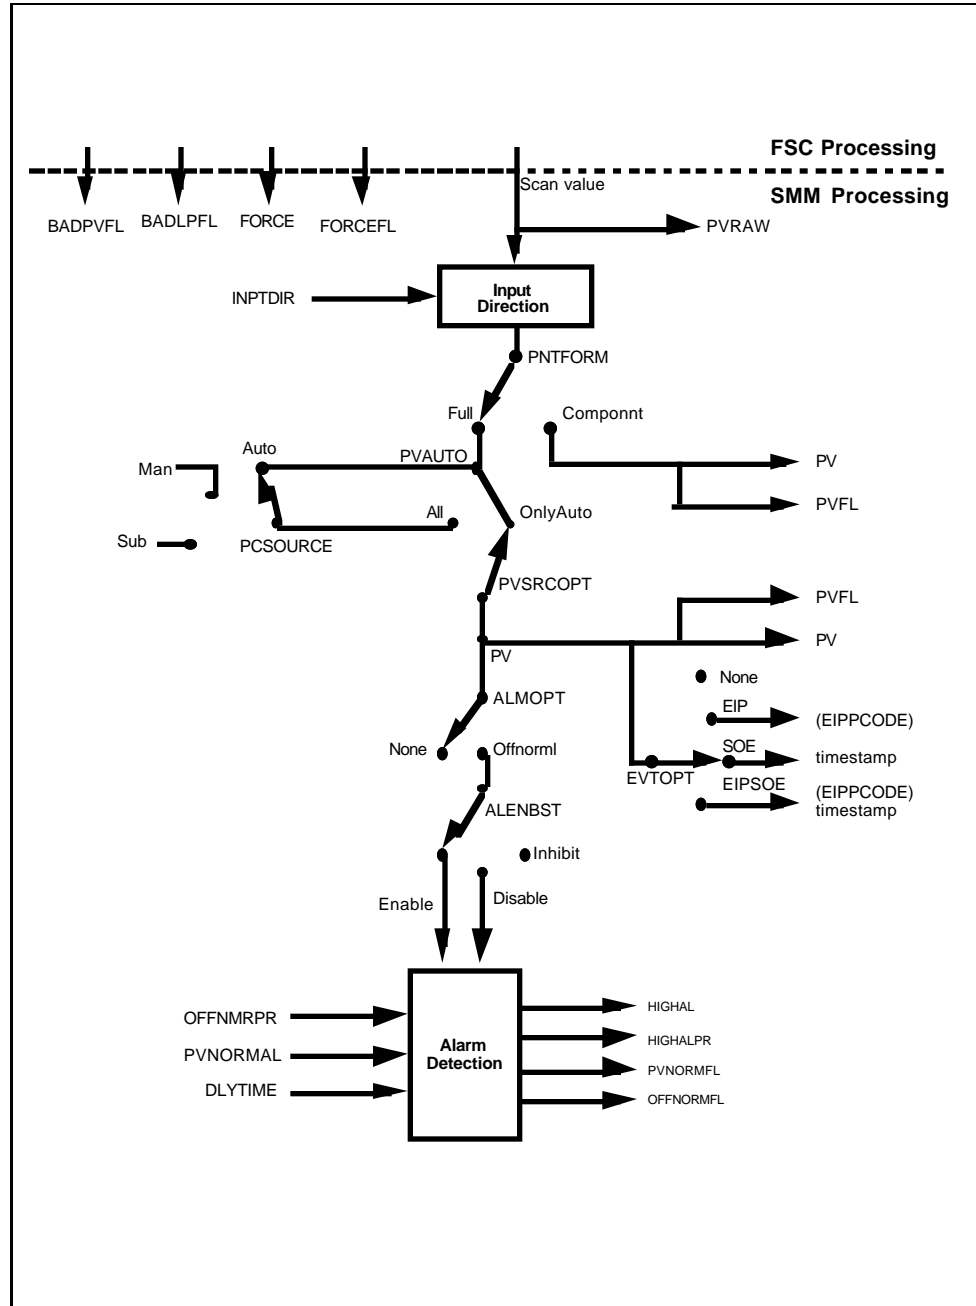 FSC Processing
Scan value
SMM Processing
BADPVFL
BADLPFL
FORCE
FORCEFL
PVRAW
Input
Direction
INPTDIR
PNTFORM
Full
Componnt
Auto
PVAUTO
Man
PV
PVFL
All
OnlyAuto
Sub
PCSOURCE
PVSRCOPT
PVFL
PV
PV
None
ALMOPT
EIP
(EIPPCODE)
None
Offnorml
SOE
timestamp
EVTOPT
EIPSOE
(EIPPCODE)
timestamp
ALENBST
Inhibit
Enable
Disable
OFFNMRPR
PVNORMAL
DLYTIME
Alarm
Detection
HIGHAL
HIGHALPR
PVNORMFL
OFFNORMFL